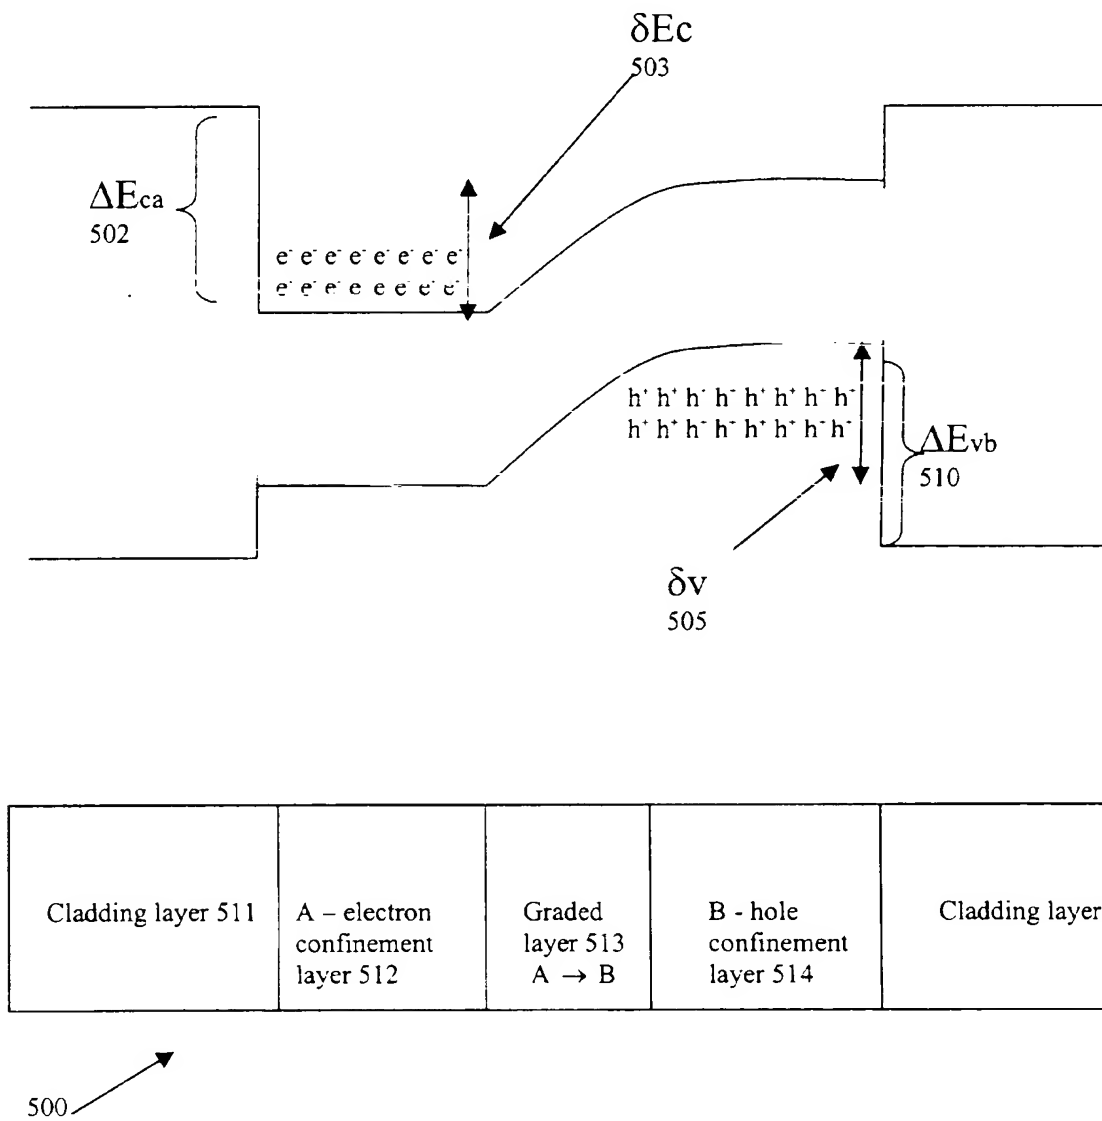 δEc
503
ΔEca
502
e- e- e- e- e- e- e- e-
e- e- e- e- e e- e- e-
h+ h+ h- h+ h+ h+ h- h+
h+ h+ h- h+ h+ h+ h- h+
ΔEvb
510
δv
505
Cladding layer 511
A – electron
confinement
layer 512
Graded
layer 513
A → B
B - hole
confinement
layer 514
Cladding layer
500